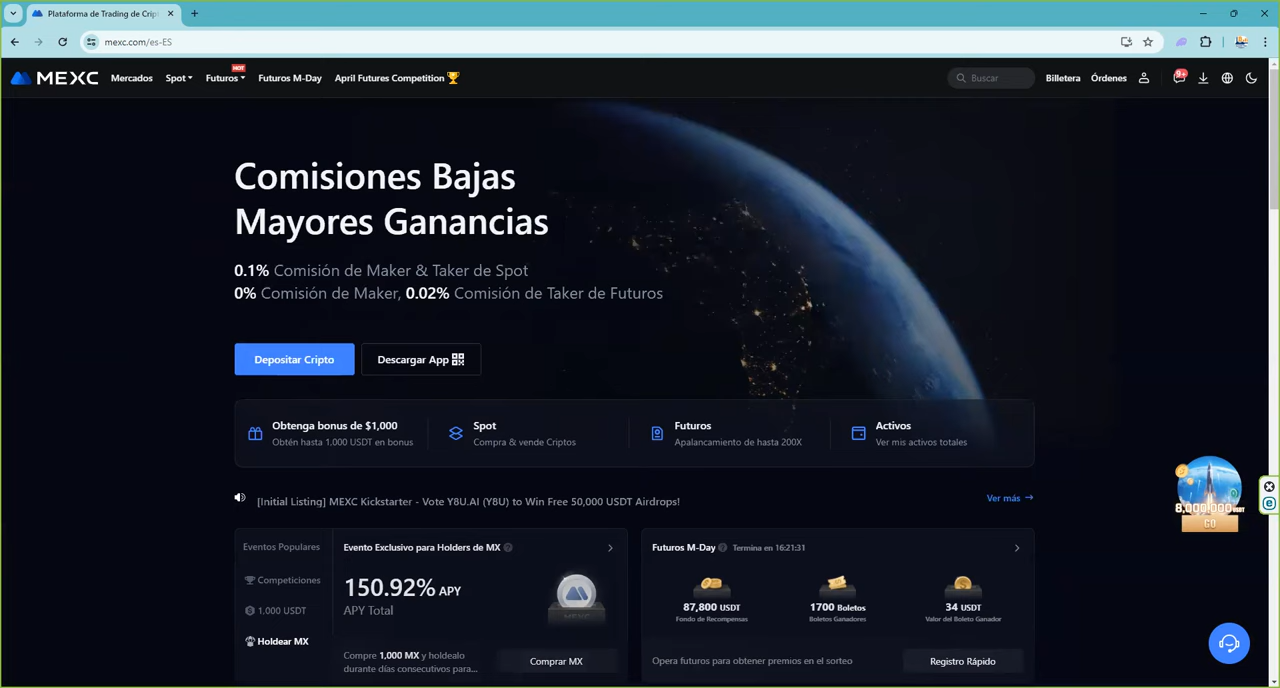 Plataforma de Trading de Crip
mexc.com/es-ES
MEXC Mercados Spot Futuros HOT Futuros M-Day April Futures Competition Buscar Billetera Órdenes 9+
Comisiones Bajas
Mayores Ganancias
0.1% Comisión de Maker & Taker de Spot
0% Comisión de Maker, 0.02% Comisión de Taker de Futuros
Depositar Cripto Descargar App
Obtenga bonus de $1,000
Obtén hasta 1.000 USDT en bonus
Spot
Compra & vende Criptos
Futuros
Apalancamiento de hasta 200X
Activos
Ver mis activos totales
8,000,000 USDT
GO
[Initial Listing] MEXC Kickstarter - Vote Y8U.AI (Y8U) to Win Free 50,000 USDT Airdrops!
Ver más
Eventos Populares
Competiciones
1,000 USDT
Holdear MX
Evento Exclusivo para Holders de MX
150.92% APY
APY Total
MEXC
Compre 1,000 MX y holdealo
durante días consecutivos para...
Comprar MX
Futuros M-Day Termina en 16:21:31
87,800 USDT
Fondo de Recompensas
1700 Boletos
Boletos Ganadores
34 USDT
Valor del Boleto Ganador
Opera futuros para obtener premios en el sorteo
Registro Rápido